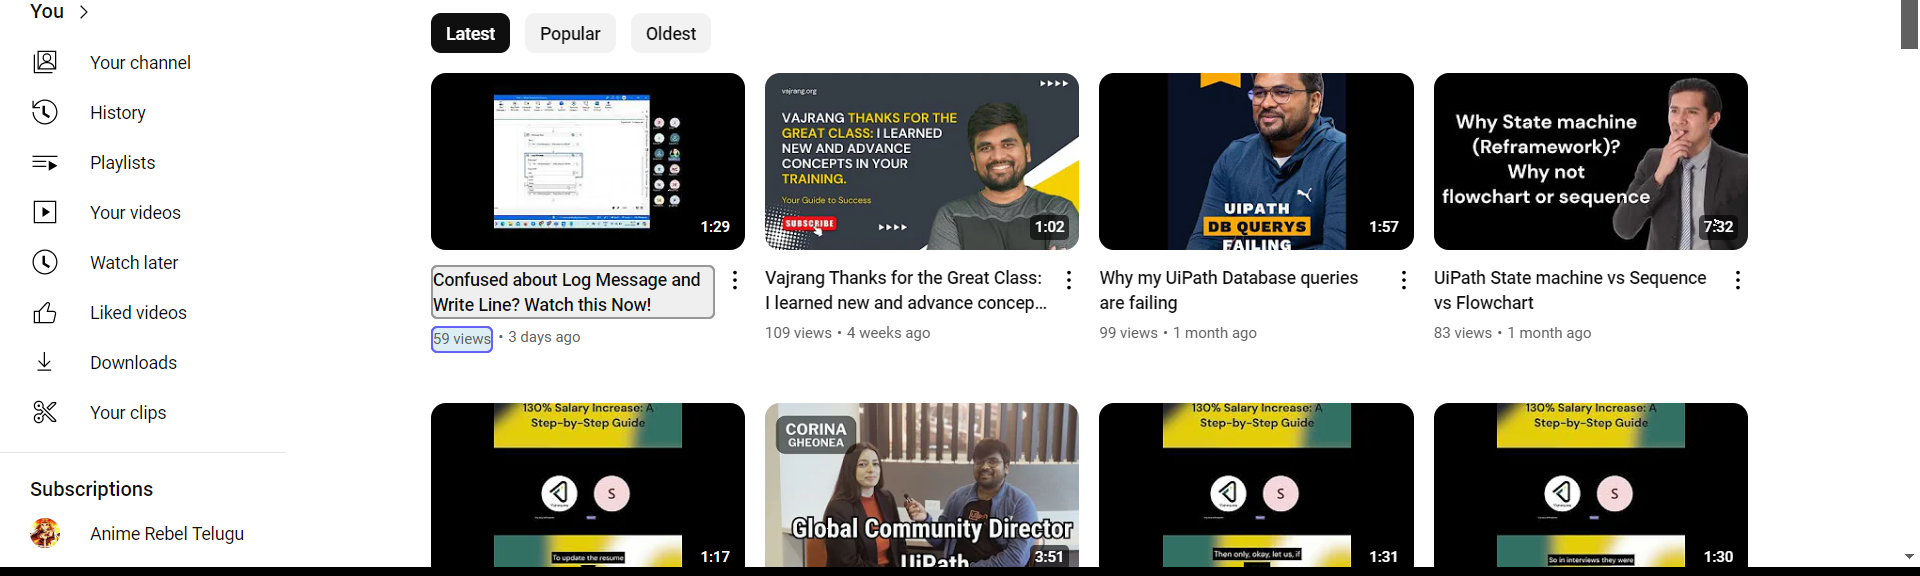 You
Your channel
History
Playlists
Your videos
Watch later
Liked videos
Downloads
Your clips
Subscriptions
Anime Rebel Telugu
Latest
Popular
Oldest
1:29
Confused about Log Message and
Write Line? Watch this Now!
59 views • 3 days ago
vajrang.org
VAJRANG THANKS FOR THE
GREAT CLASS: I LEARNED
NEW AND ADVANCE
CONCEPTS IN YOUR
TRAINING.
Your Guide to Success
SUBSCRIBE
1:02
Vajrang Thanks for the Great Class:
I learned new and advance concep...
109 views • 4 weeks ago
UIPATH
DB QUERYS
FAILING
1:57
Why my UiPath Database queries
are failing
99 views • 1 month ago
Why State machine
(Reframework)?
Why not
flowchart or sequence
7:32
UiPath State machine vs Sequence
vs Flowchart
83 views • 1 month ago
130% Salary Increase: A
Step-by-Step Guide
S
To update the resume
1:17
CORINA
GHEONEA
Global Community Director
UiPath
3:51
130% Salary Increase: A
Step-by-Step Guide
S
Then only, okay, let us, if
1:31
130% Salary Increase: A
Step-by-Step Guide
S
So in interviews they were
1:30